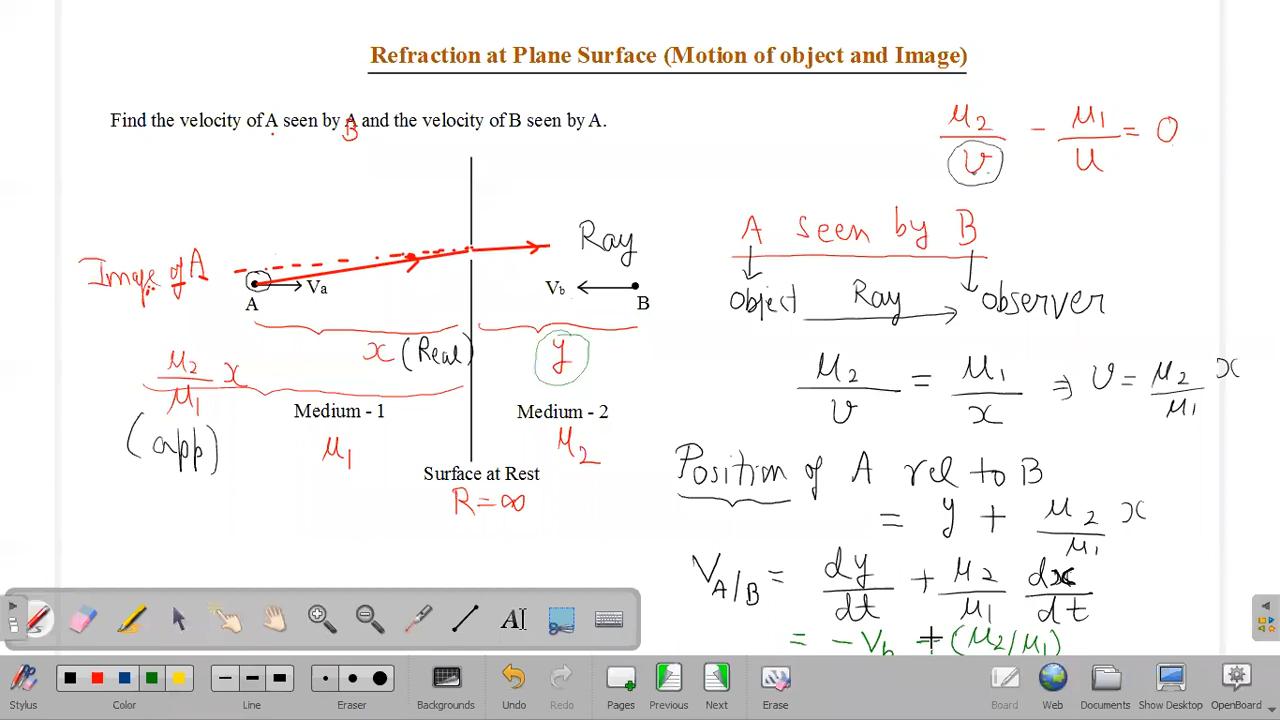 Refraction at Plane Surface (Motion of object and Image)
Find the velocity of A seen by A and the velocity of B seen by A.
B
μ2/v - μ1/u = 0
A seen by B
object Ray observer
Ray
Image of A
Va
Vb
A
B
x (Real)
y
μ2/μ1 x
(app)
Medium - 1
Medium - 2
μ1
μ2
Surface at Rest
R = ∞
μ2/v = μ1/x ⇒ v = μ2/μ1 x
Position of A rel to B
= y + μ2/μ1 x
VA/B = dy/dt + μ2/μ1 dx/dt
= -Vb + (μ2/μ1)
Stylus
Color
Line
Eraser
Backgrounds
Undo
Redo
Pages
Previous
Next
Erase
Board
Web
Documents
Show Desktop
OpenBoard